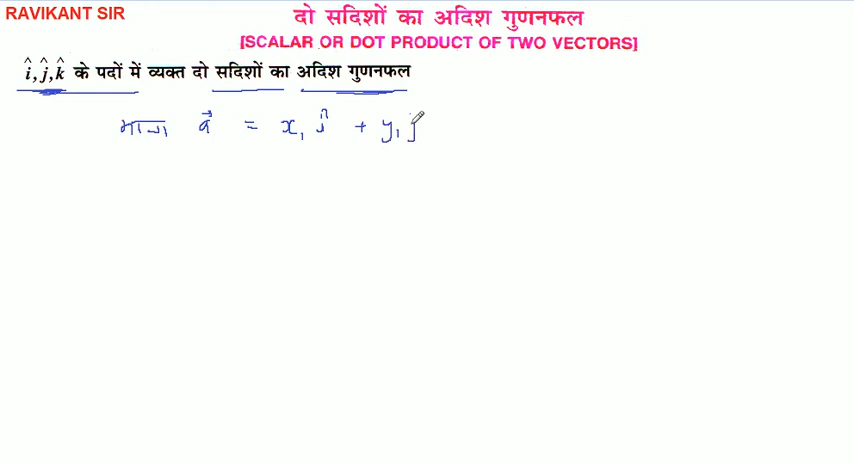 RAVIKANT SIR
दो सदिशों का अदिश गुणनफल
[SCALAR OR DOT PRODUCT OF TWO VECTORS]
î, ĵ, k̂ के पदों में व्यक्त दो सदिशों का अदिश गुणनफल
माना a⃗ = x₁ î + y₁ j